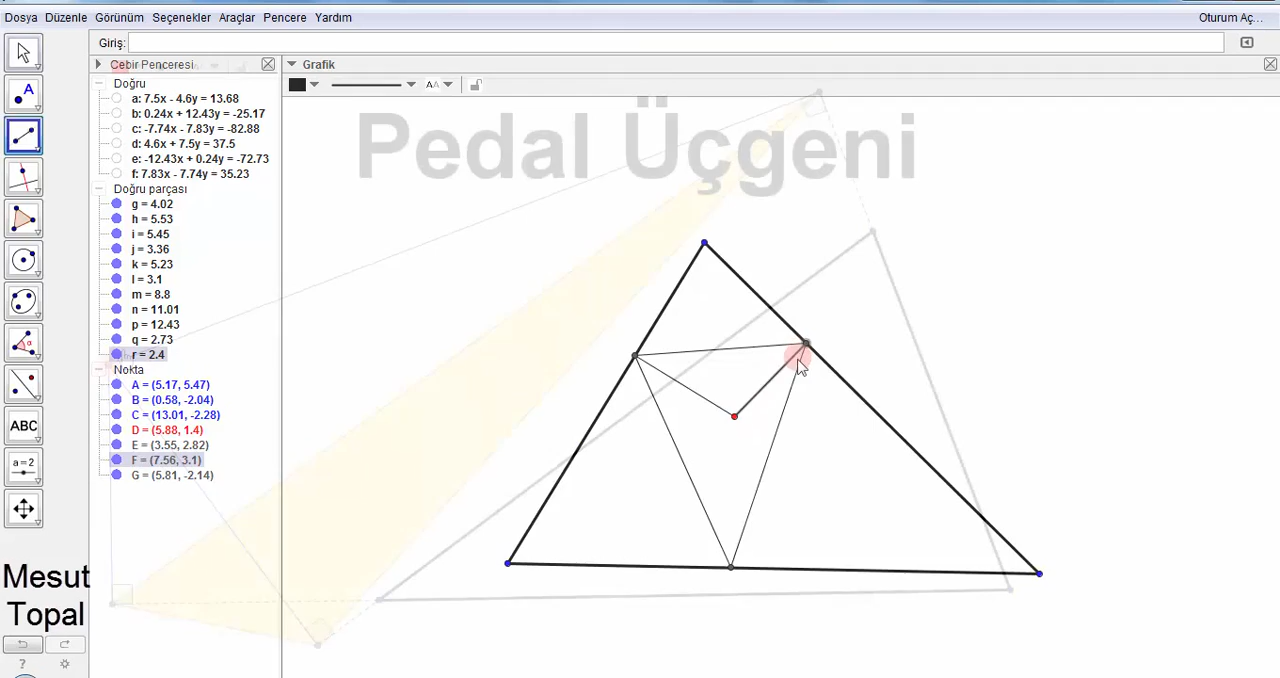 Dosya Düzenle Görünüm Seçenekler Araçlar Pencere Yardım Oturum Aç...
Giriş:
Cebir Penceresi
Grafik
AA
Pedal Üçgeni
Doğru
a: 7.5x - 4.6y = 13.68
b: 0.24x + 12.43y = -25.17
c: -7.74x - 7.83y = -82.88
d: 4.6x + 7.5y = 37.5
e: -12.43x + 0.24y = -72.73
f: 7.83x - 7.74y = 35.23
Doğru parçası
g = 4.02
h = 5.53
i = 5.45
j = 3.36
k = 5.23
l = 3.1
m = 8.8
n = 11.01
p = 12.43
q = 2.73
r = 2.4
Nokta
A = (5.17, 5.47)
B = (0.58, -2.04)
C = (13.01, -2.28)
D = (5.88, 1.4)
E = (3.55, 2.82)
F = (7.56, 3.1)
G = (5.81, -2.14)
A
α
ABC
a=2
Mesut
Topal
?